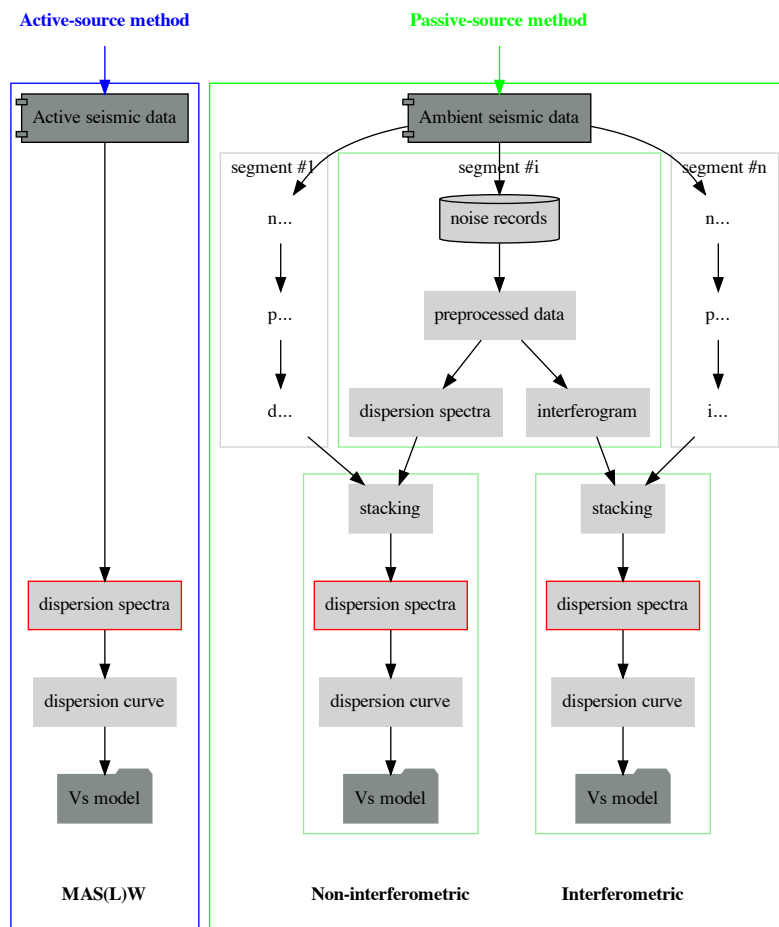 Active-source method
Passive-source method
Active seismic data
Ambient seismic data
segment #1
segment #i
segment #n
n...
noise records
n...
p...
preprocessed data
p...
d...
dispersion spectra
interferogram
i...
stacking
stacking
dispersion spectra
dispersion spectra
dispersion spectra
dispersion curve
dispersion curve
dispersion curve
Vs model
Vs model
Vs model
MAS(L)W
Non-interferometric
Interferometric